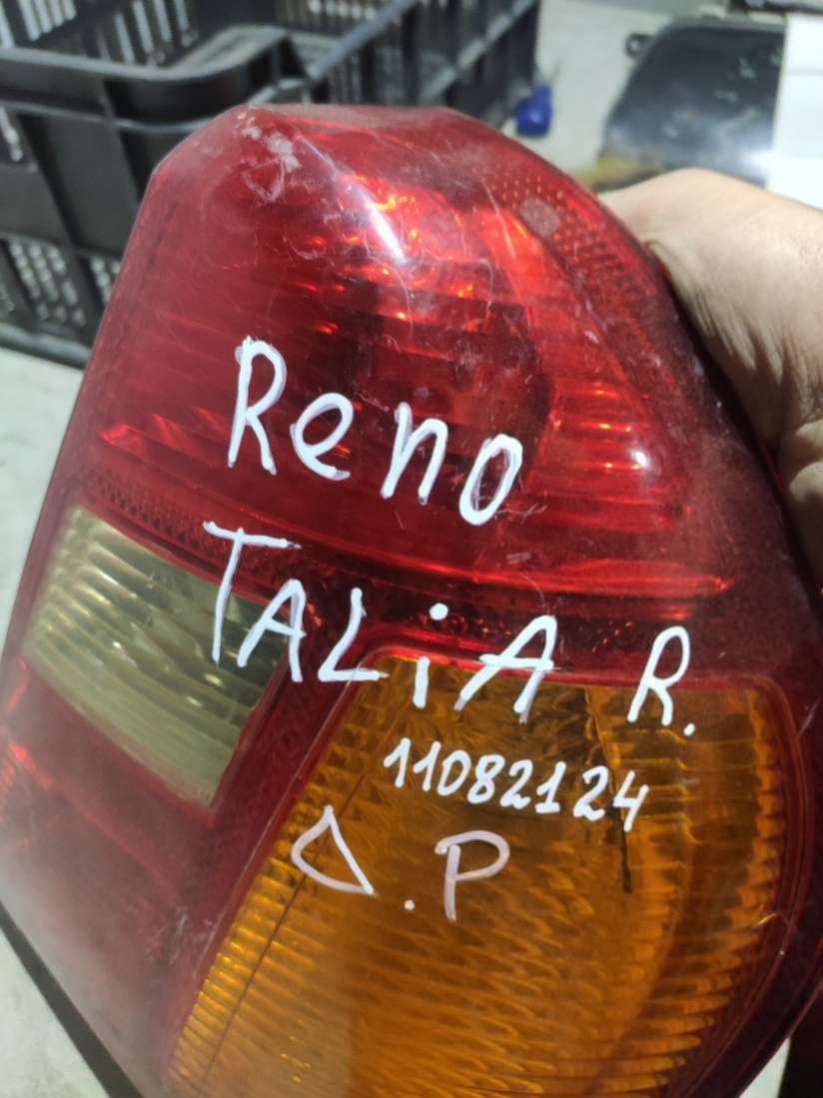 Reno
TALiA R.
11082124
D.P